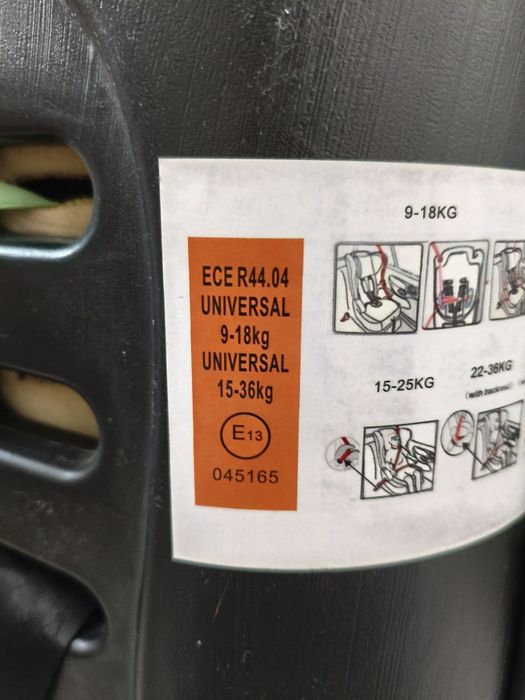 9-18KG
ECE R44.04
UNIVERSAL
9-18kg
UNIVERSAL
15-36kg
E13
045165
15-25KG
22-36KG
(with backrest)